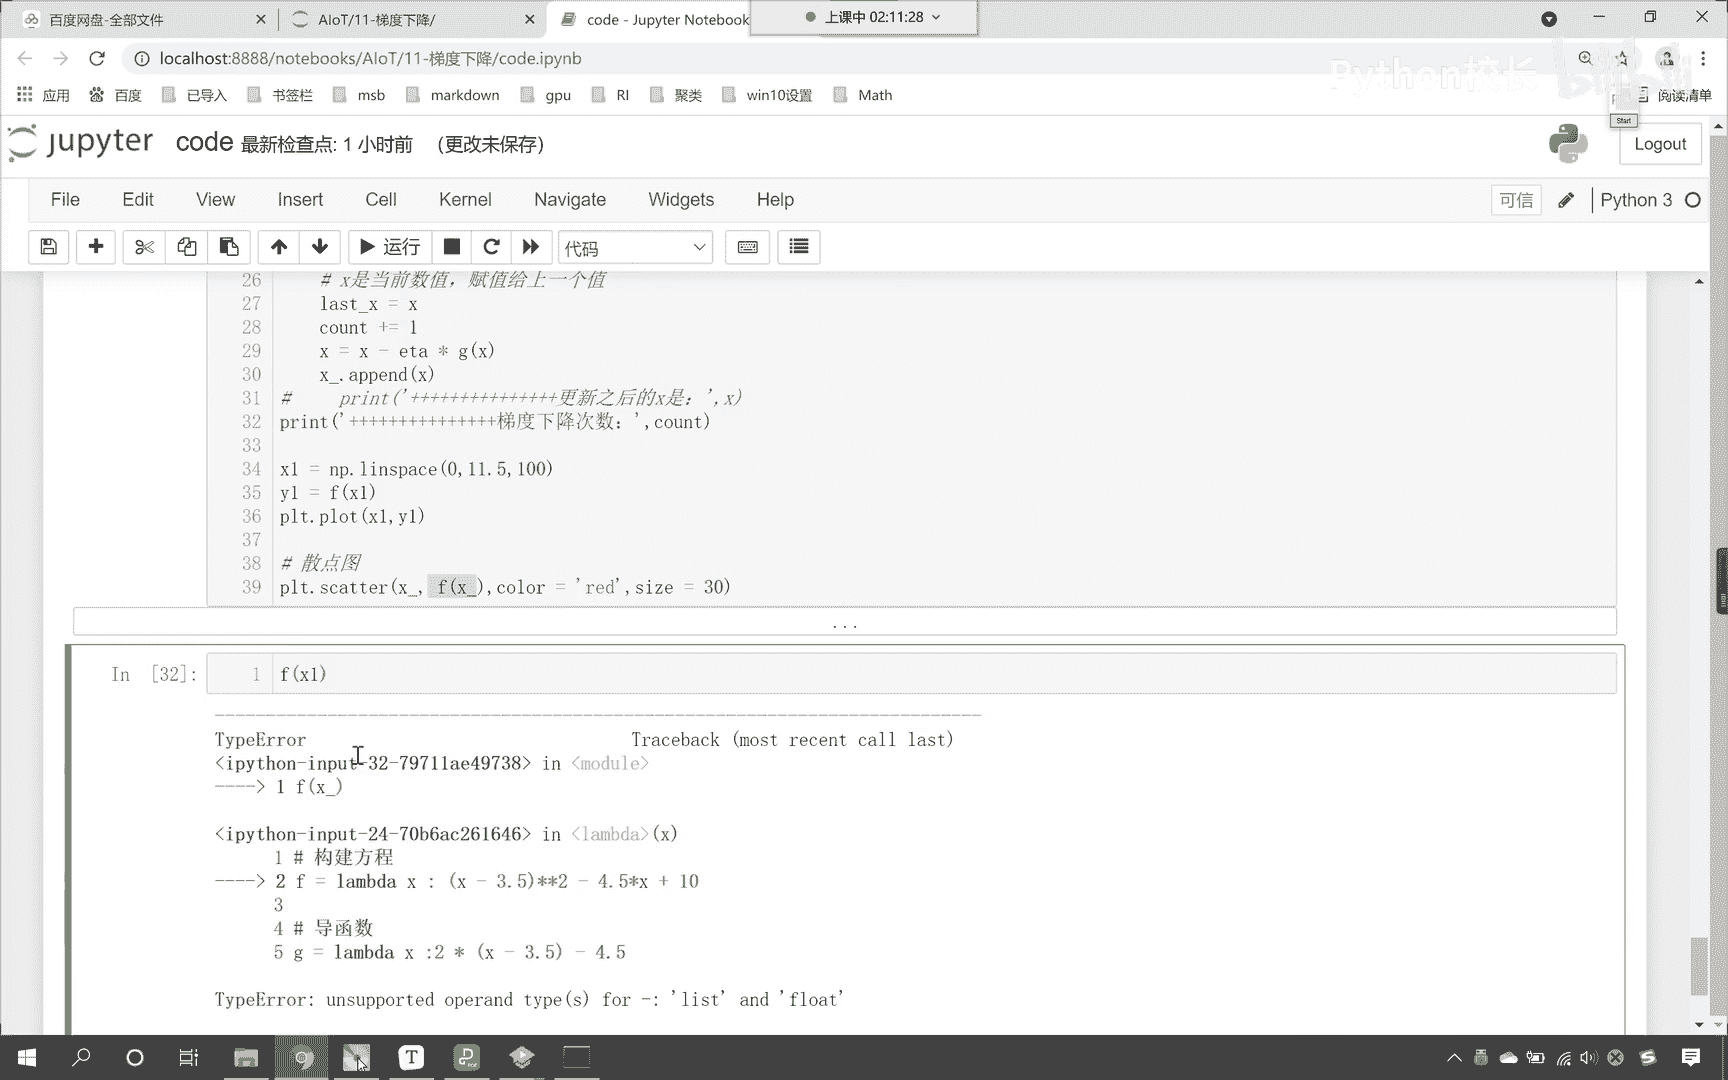 百度网盘-全部文件
AIoT/11-梯度下降/
code - Jupyter Notebook
上课中 02:11:28
localhost:8888/notebooks/AIoT/11-梯度下降/code.ipynb
Python校长
bilibili
应用
百度
已导入
书签栏
msb
markdown
gpu
RI
聚类
win10设置
Math
阅读清单
Start
jupyter
code 最新检查点: 1 小时前 (更改未保存)
Logout
File
Edit
View
Insert
Cell
Kernel
Navigate
Widgets
Help
可信
Python 3
运行
代码
26 # x是当前数值，赋值给上一个值
27 last_x = x
28 count += 1
29 x = x - eta * g(x)
30 x_.append(x)
31 # print('+++++++++++++++更新之后的x是：',x)
32 print('+++++++++++++++梯度下降次数：',count)
33
34 x1 = np.linspace(0,11.5,100)
35 y1 = f(x1)
36 plt.plot(x1,y1)
37
38 # 散点图
39 plt.scatter(x_, f(x_),color = 'red',size = 30)
...
In [32]:
1 f(x1)
---------------------------------------------------------------------------
TypeError Traceback (most recent call last)
<ipython-input-32-79711ae49738> in <module>
----> 1 f(x_)
<ipython-input-24-70b6ac261646> in <lambda>(x)
1 # 构建方程
----> 2 f = lambda x : (x - 3.5)**2 - 4.5*x + 10
3
4 # 导函数
5 g = lambda x :2 * (x - 3.5) - 4.5
TypeError: unsupported operand type(s) for -: 'list' and 'float'